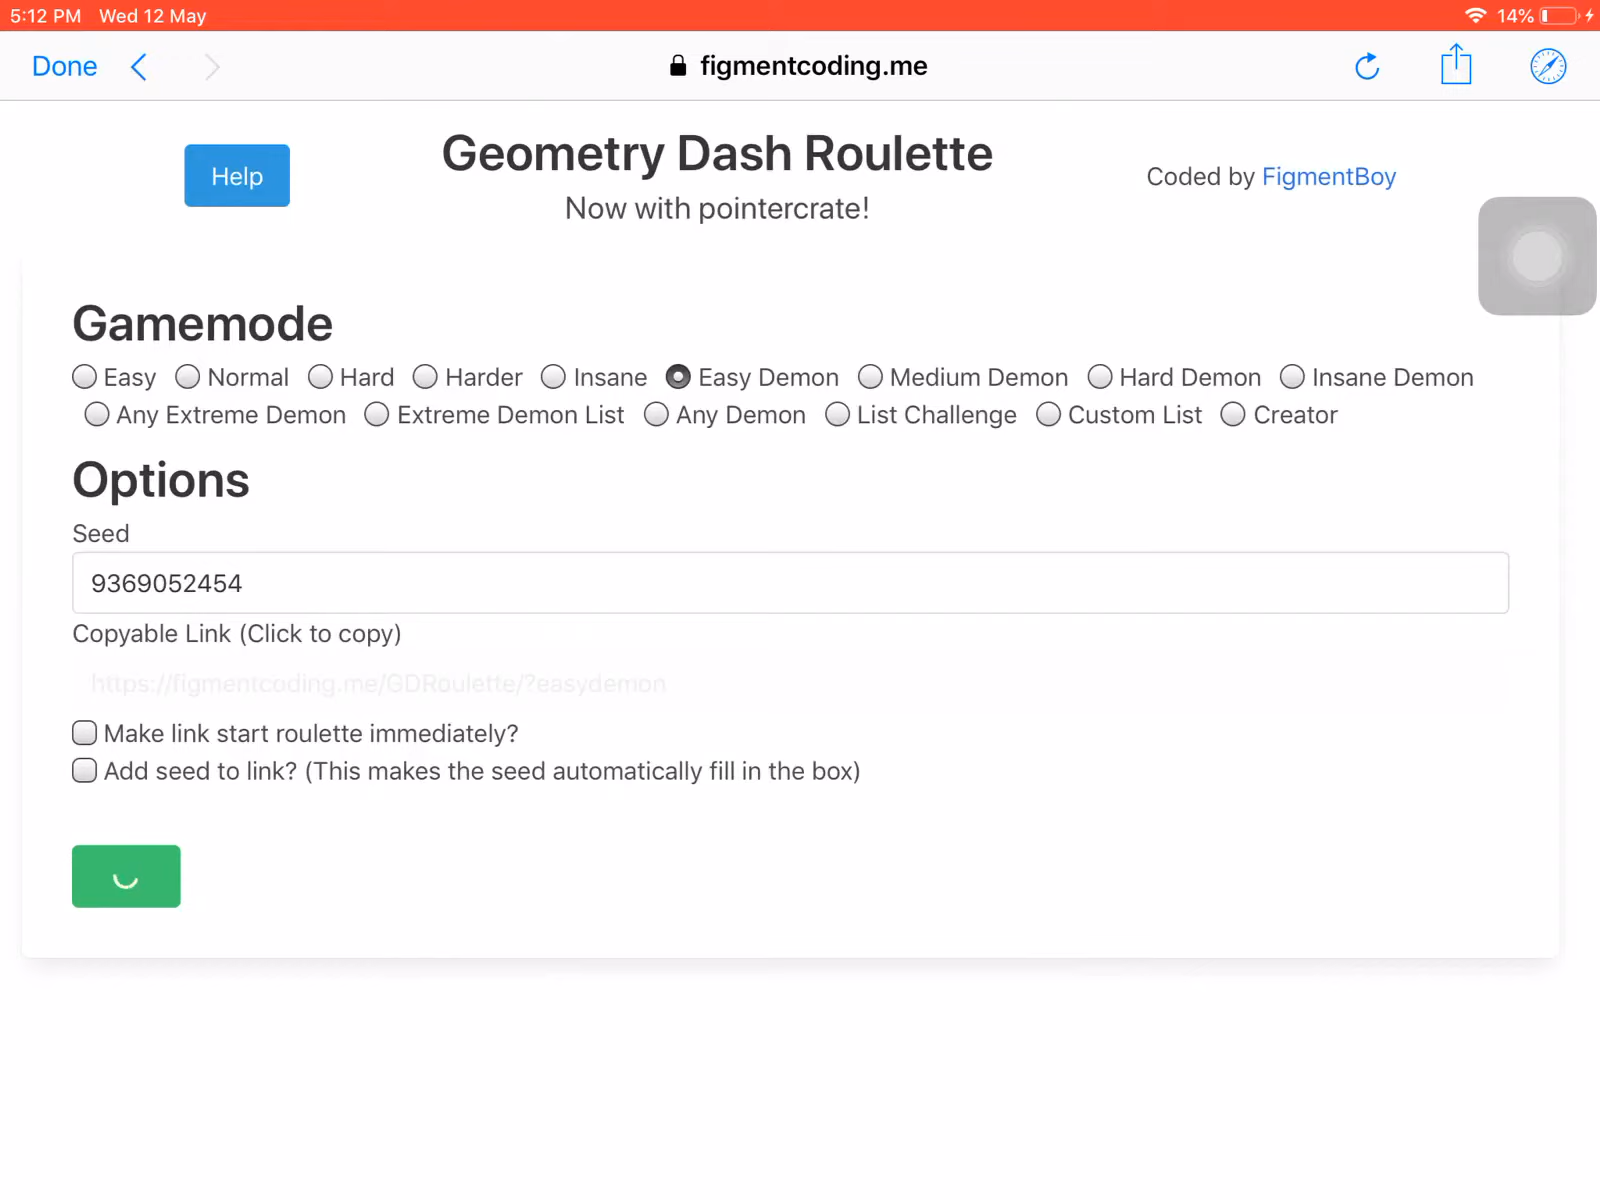 5:12 PM Wed 12 May 14%
Done figmentcoding.me
Geometry Dash Roulette
Help
Coded by FigmentBoy
Now with pointercrate!
Gamemode
Easy Normal Hard Harder Insane Easy Demon Medium Demon Hard Demon Insane Demon
Any Extreme Demon Extreme Demon List Any Demon List Challenge Custom List Creator
Options
Seed
9369052454
Copyable Link (Click to copy)
https://figmentcoding.me/GDRoulette/?easydemon
Make link start roulette immediately?
Add seed to link? (This makes the seed automatically fill in the box)